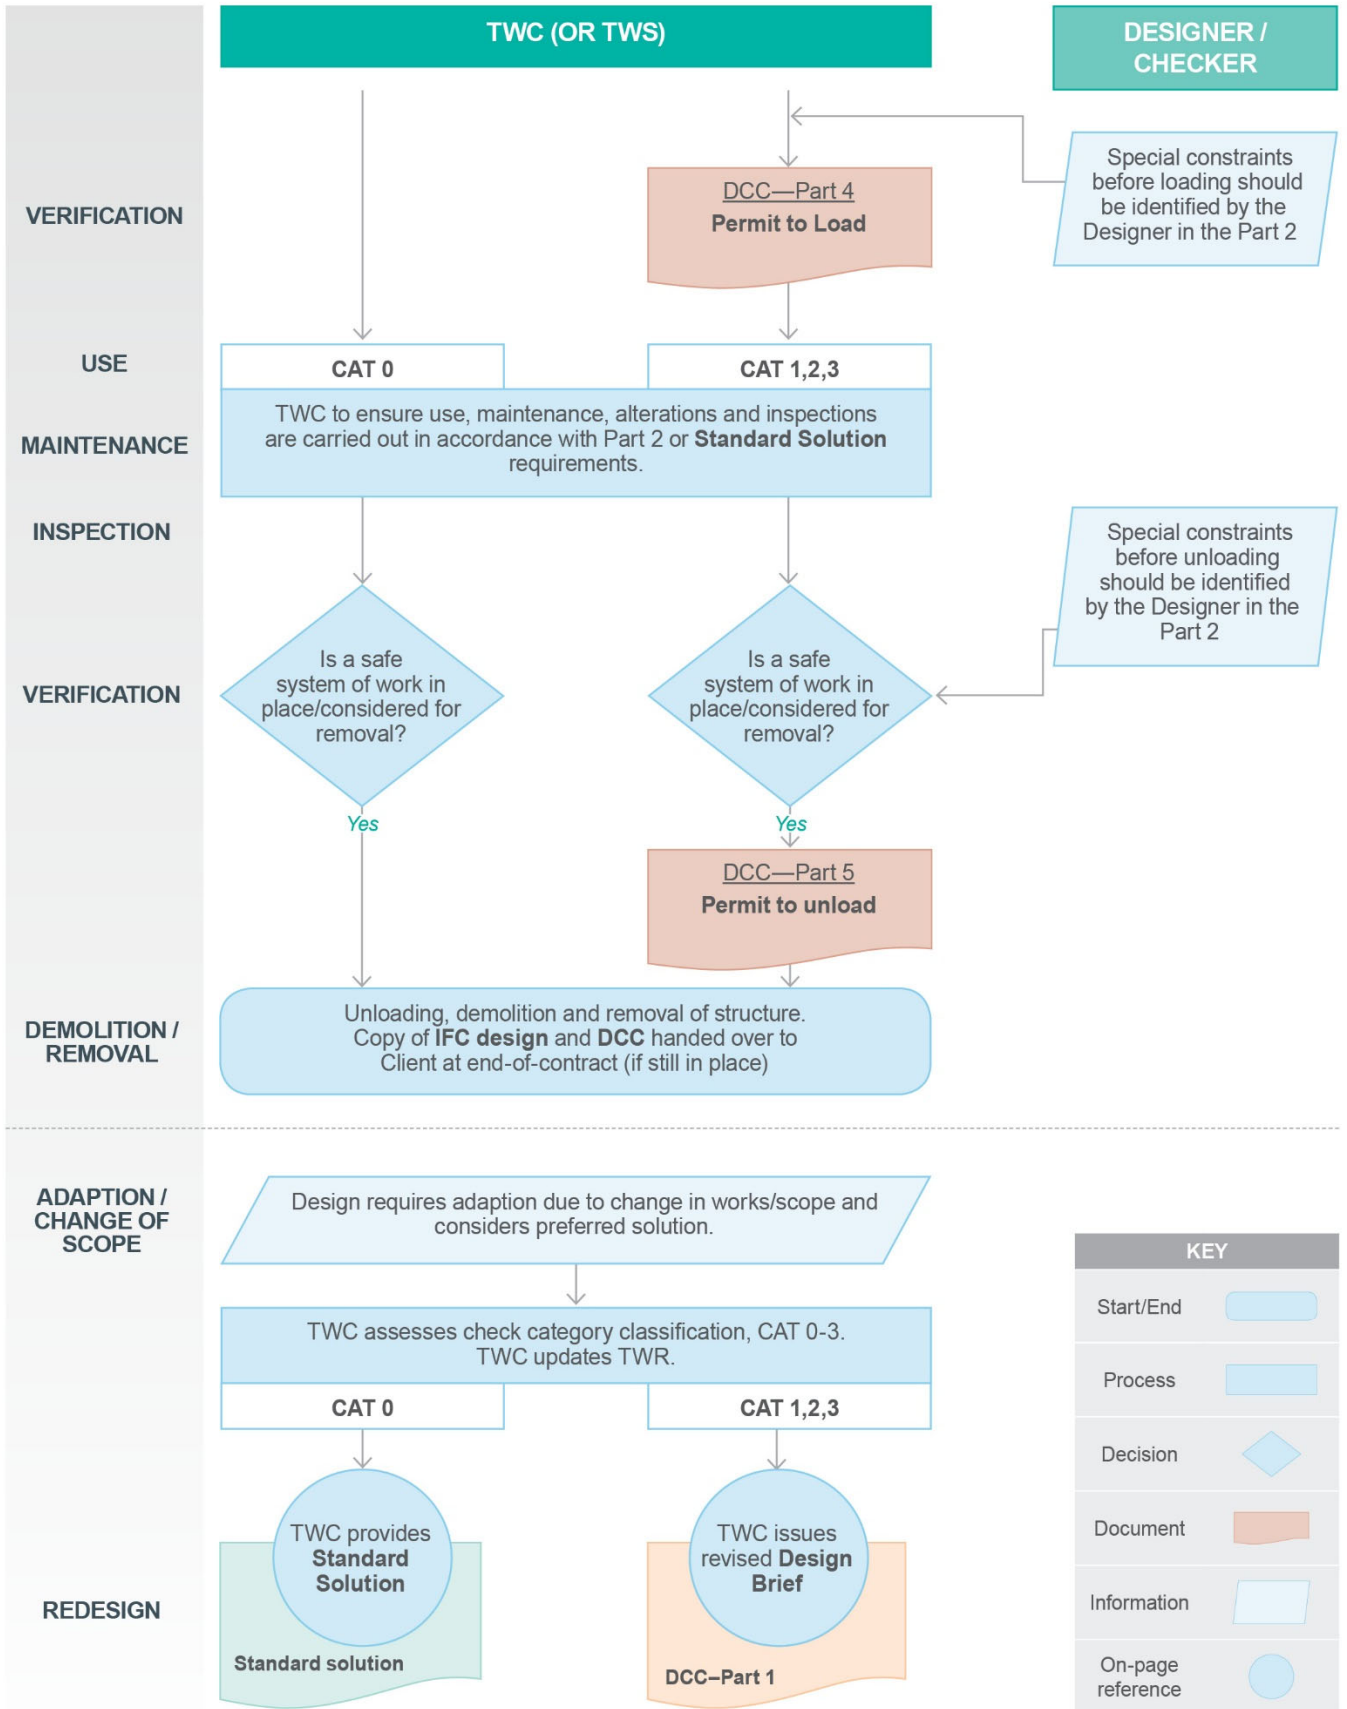 TWC (OR TWS)
DESIGNER /
CHECKER
VERIFICATION
DCC—Part 4
Permit to Load
Special constraints
before loading should
be identified by the
Designer in the Part 2
USE
CAT 0
CAT 1,2,3
MAINTENANCE
TWC to ensure use, maintenance, alterations and inspections
are carried out in accordance with Part 2 or Standard Solution
requirements.
INSPECTION
Special constraints
before unloading
should be identified
by the Designer in the
Part 2
VERIFICATION
Is a safe
system of work in
place/considered for
removal?
Is a safe
system of work in
place/considered for
removal?
Yes
Yes
DCC—Part 5
Permit to unload
DEMOLITION /
REMOVAL
Unloading, demolition and removal of structure.
Copy of IFC design and DCC handed over to
Client at end-of-contract (if still in place)
ADAPTION /
CHANGE OF
SCOPE
Design requires adaption due to change in works/scope and
considers preferred solution.
TWC assesses check category classification, CAT 0-3.
TWC updates TWR.
CAT 0
CAT 1,2,3
REDESIGN
TWC provides
Standard
Solution
Standard solution
TWC issues
revised Design
Brief
DCC–Part 1
KEY
Start/End
Process
Decision
Document
Information
On-page
reference